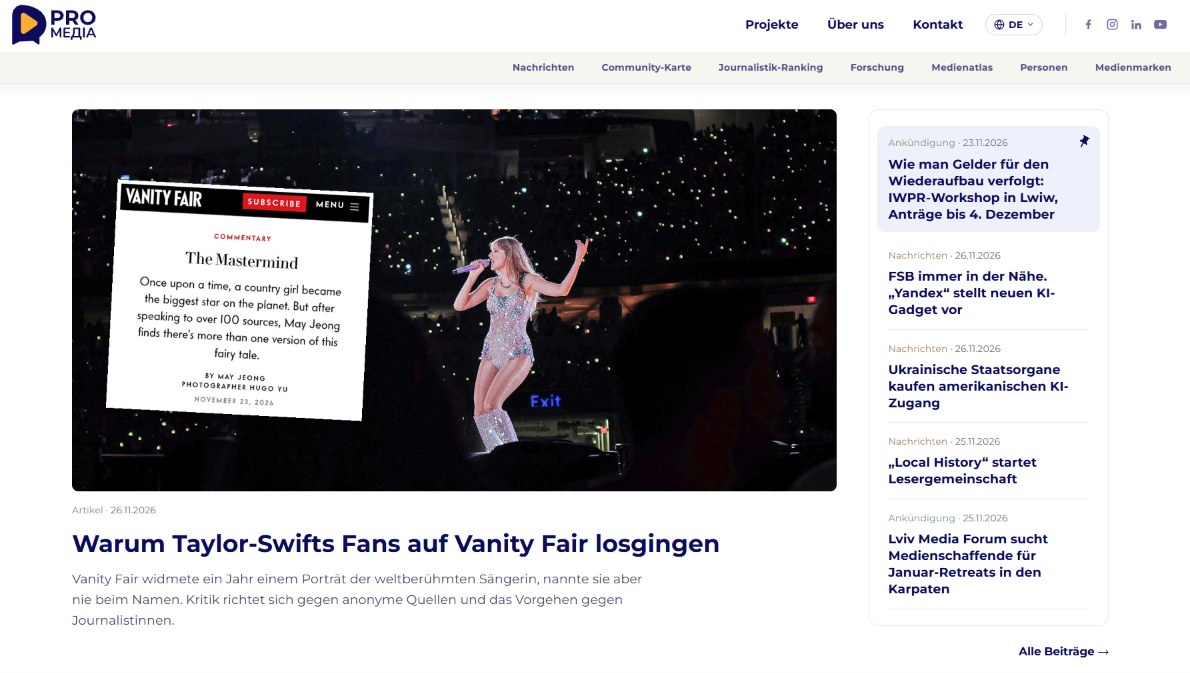 PRO
МЕДІА
Projekte
Über uns
Kontakt
DE
Nachrichten
Community-Karte
Journalistik-Ranking
Forschung
Medienatlas
Personen
Medienmarken
VANITY FAIR
SUBSCRIBE
MENU
COMMENTARY
The Mastermind
Once upon a time, a country girl became
the biggest star on the planet. But after
speaking to over 100 sources, May Jeong
finds there's more than one version of this
fairy tale.
BY MAY JEONG
PHOTOGRAPHER HUGO YU
NOVEMBER 23, 2026
Exit
Artikel · 26.11.2026
Warum Taylor-Swifts Fans auf Vanity Fair losgingen
Vanity Fair widmete ein Jahr einem Porträt der weltberühmten Sängerin, nannte sie aber
nie beim Namen. Kritik richtet sich gegen anonyme Quellen und das Vorgehen gegen
Journalistinnen.
Ankündigung · 23.11.2026
Wie man Gelder für den
Wiederaufbau verfolgt:
IWPR-Workshop in Lwiw,
Anträge bis 4. Dezember
Nachrichten · 26.11.2026
FSB immer in der Nähe.
„Yandex“ stellt neuen KI-
Gadget vor
Nachrichten · 26.11.2026
Ukrainische Staatsorgane
kaufen amerikanischen KI-
Zugang
Nachrichten · 25.11.2026
„Local History“ startet
Lesergemeinschaft
Ankündigung · 25.11.2026
Lviv Media Forum sucht
Medienschaffende für
Januar-Retreats in den
Karpaten
Alle Beiträge →